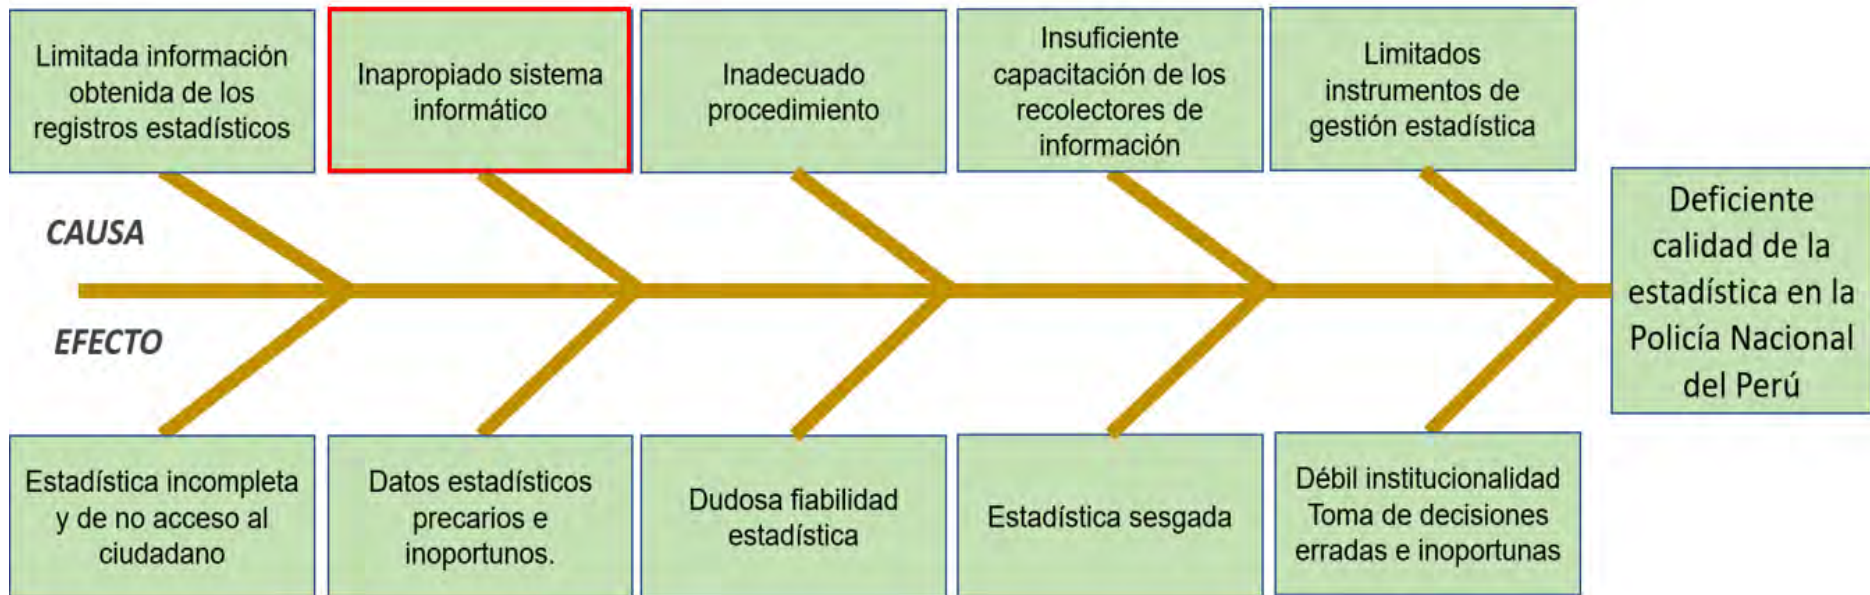 Limitada información
obtenida de los
registros estadísticos
Inapropiado sistema
informático
Inadecuado
procedimiento
Insuficiente
capacitación de los
recolectores de
información
Limitados
instrumentos de
gestión estadística
CAUSA
EFECTO
Deficiente
calidad de la
estadística en la
Policía Nacional
del Perú
Estadística incompleta
y de no acceso al
ciudadano
Datos estadísticos
precarios e
inoportunos.
Dudosa fiabilidad
estadística
Estadística sesgada
Débil institucionalidad
Toma de decisiones
erradas e inoportunas